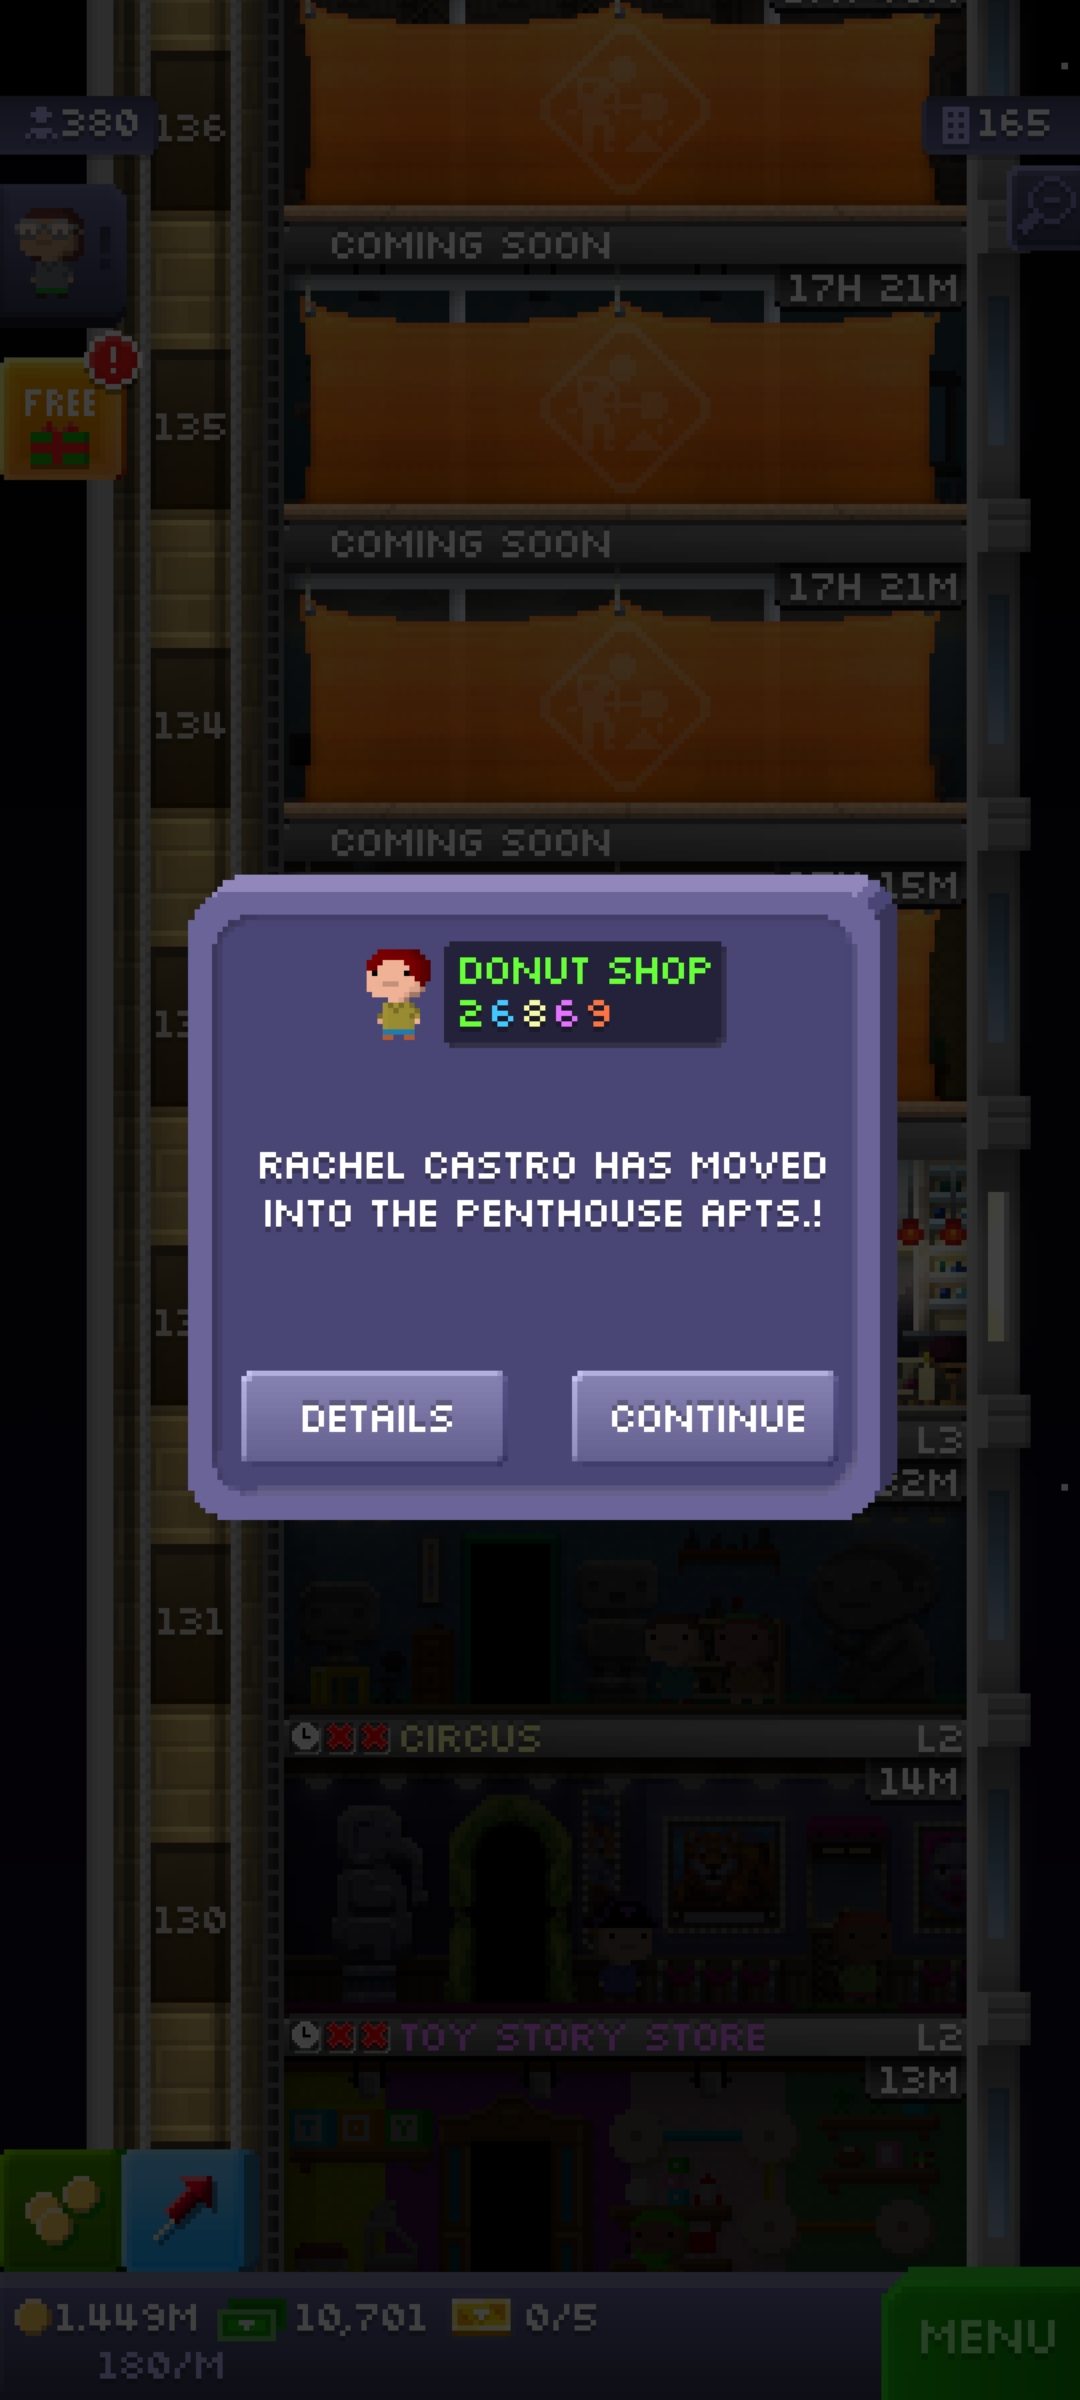 380
136
165
COMING SOON
17H 21M
FREE
135
COMING SOON
17H 21M
134
COMING SOON
15M
DONUT SHOP
26869
RACHEL CASTRO HAS MOVED
INTO THE PENTHOUSE APTS.!
DETAILS
CONTINUE
L3
2M
131
CIRCUS
L2
14M
130
TOY STORY STORE
L2
13M
TOY
1.449M
10,701
0/5
MENU
180/M